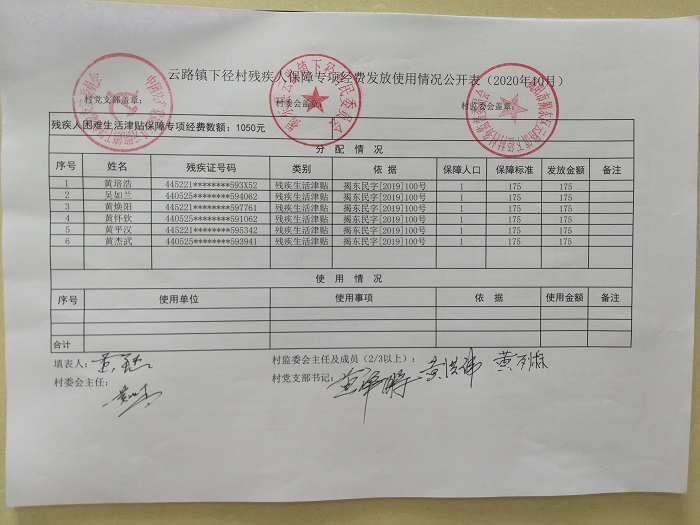 云路镇下径村残疾人保障专项经费发放使用情况公开表（2020年10月）
村党支部盖章： 村委会盖章： 村监委会盖章：
残疾人困难生活津贴保障专项经费数额：1050元
分 配 情 况
序号 姓名 残疾证号码 类别 依 据 保障人口 保障标准 发放金额 备注
1 黄培浩 445221********593X52 残疾生活津贴 揭东民字[2019]100号 1 175 175
2 吴如兰 440525********594062 残疾生活津贴 揭东民字[2019]100号 1 175 175
3 黄焕阳 445221********597761 残疾生活津贴 揭东民字[2019]100号 1 175 175
4 黄怀钦 440525********591062 残疾生活津贴 揭东民字[2019]100号 1 175 175
5 黄平汉 445221********595342 残疾生活津贴 揭东民字[2019]100号 1 175 175
6 黄杰武 440525********593941 残疾生活津贴 揭东民字[2019]100号 1 175 175
使 用 情 况
序号 使用单位 使用事项 依 据 使用金额 备注
合计
填表人： 村监委会主任及成员（2/3以上）：
村委会主任： 村党支部书记：